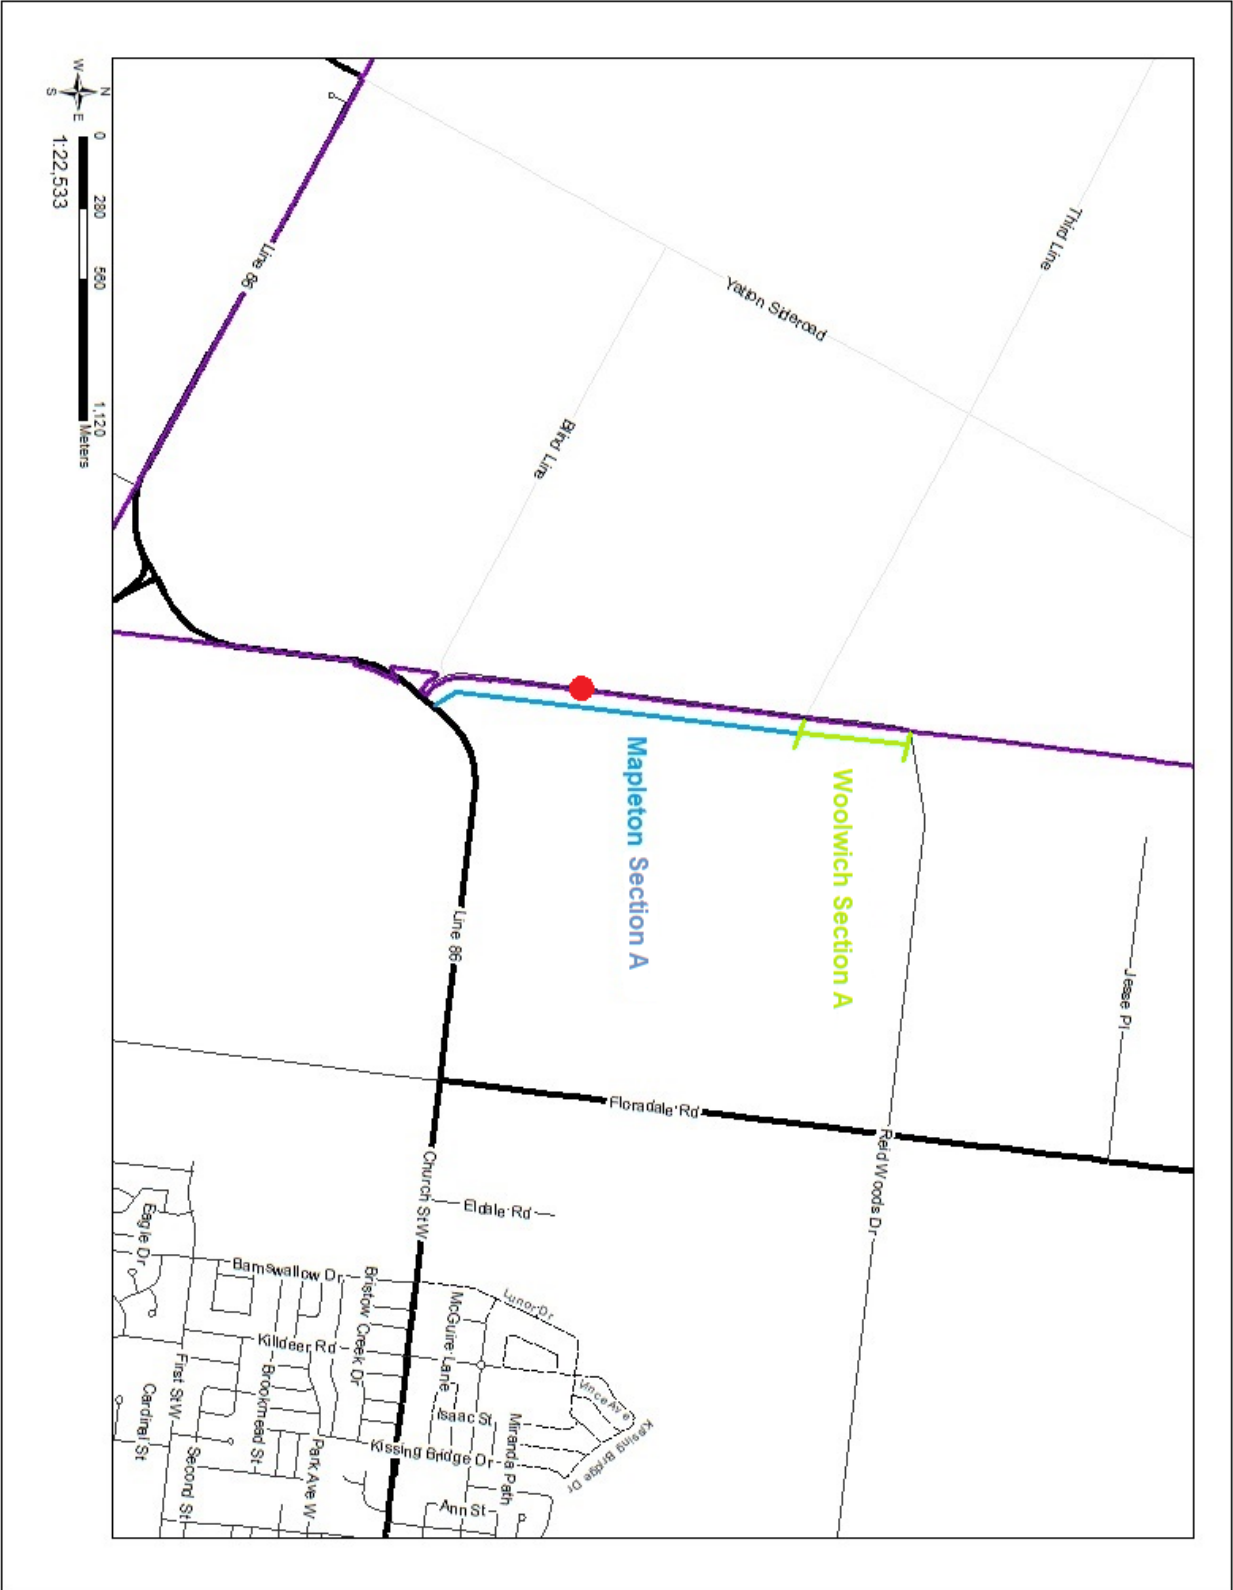 N
W
E
S
0
280
560
1,120
Meters
1:22,533
Third Line
Yatton Sideroad
Line 86
Blind Line
Mapleton Section A
Woolwich Section A
Line 86
Jesse Pl
Floradale Rd
Reid Woods Dr
Church St W
Eldale Rd
Eagle Dr
Barnswallow Dr
Bristow Creek Dr
McGuire Lane
Lunor Dr
Killdeer Rd
First St W
Brookmead St
Cardinal St
Vince Ave
Isaac St
Miranda Path
Kissing Bridge Dr
Kissing Bridge Dr
Park Ave W
Second St
Ann St